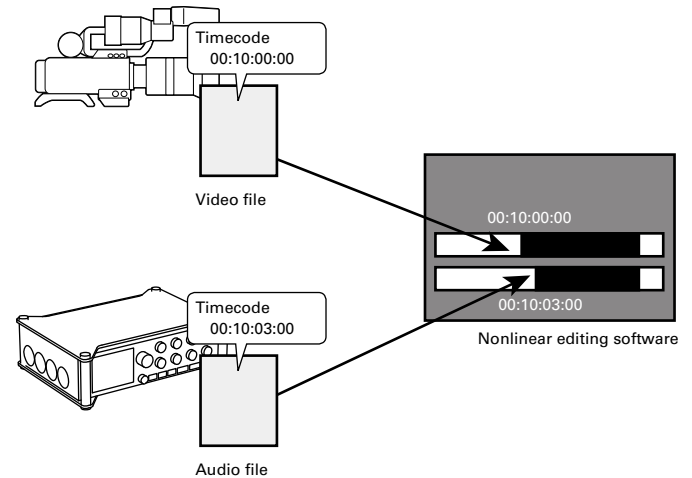 Timecode
00:10:00:00
Video file
00:10:00:00
00:10:03:00
Nonlinear editing software
Timecode
00:10:03:00
Audio file